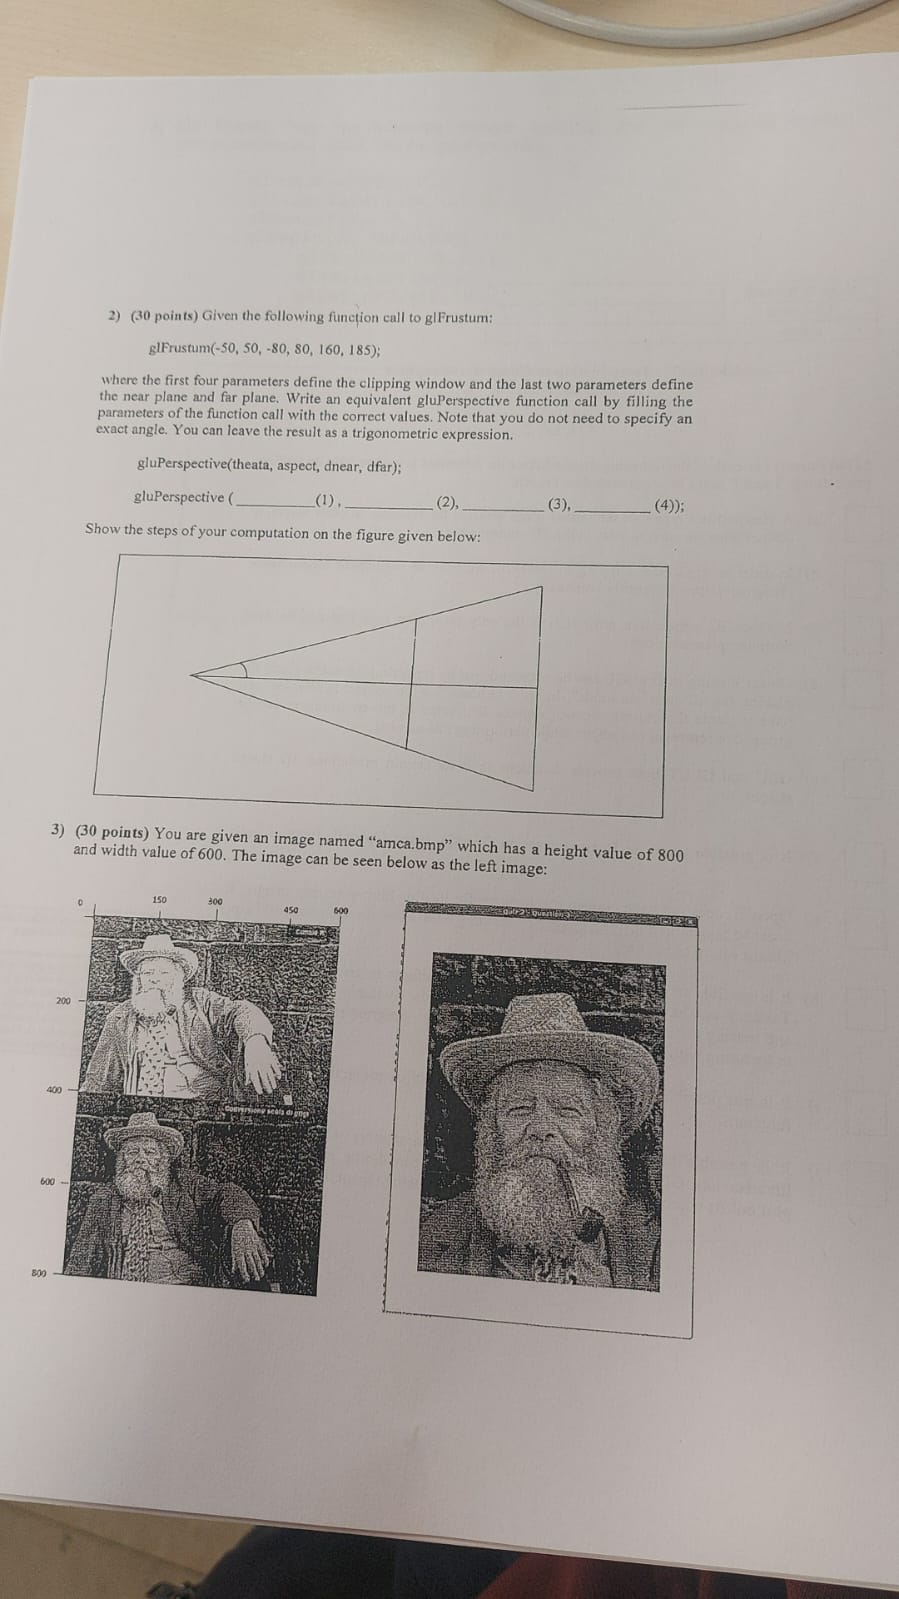 2) (30 points) Given the following function call to glFrustum:
glFrustum(-50, 50, -80, 80, 160, 185);
where the first four parameters define the clipping window and the last two parameters define
the near plane and far plane. Write an equivalent gluPerspective function call by filling the
parameters of the function call with the correct values. Note that you do not need to specify an
exact angle. You can leave the result as a trigonometric expression.
gluPerspective(theata, aspect, dnear, dfar);
gluPerspective (_________(1), __________ (2), _________ (3), ________ (4));
Show the steps of your computation on the figure given below:
3) (30 points) You are given an image named “amca.bmp” which has a height value of 800
and width value of 600. The image can be seen below as the left image:
0 150 300 450 600
200
400
600
800
Conversione scala di grigi
Quiz 2 - Question 3